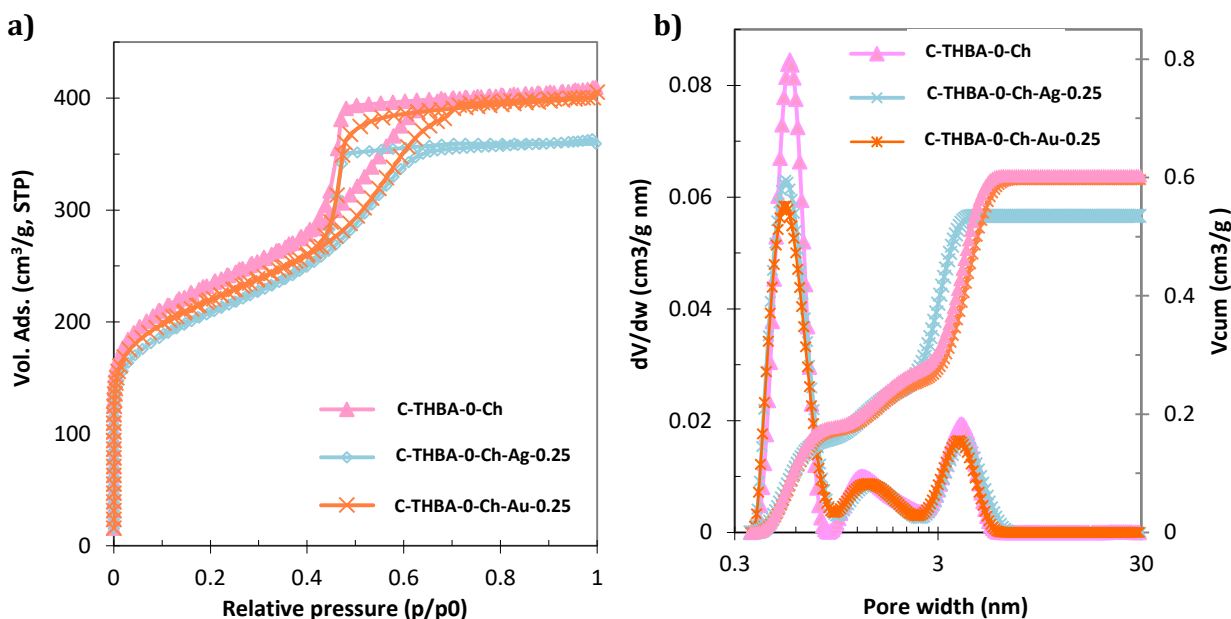 a)
Vol. Ads. (cm³/g, STP)
450
400
300
200
100
0
0
0.2
0.4
0.6
0.8
1
Relative pressure (p/p0)
C-THBA-0-Ch
C-THBA-0-Ch-Ag-0.25
C-THBA-0-Ch-Au-0.25
b)
dV/dw (cm3/g nm)
0.08
0.06
0.04
0.02
0
0.3
3
30
Pore width (nm)
Vcum (cm3/g )
0.8
0.6
0.4
0.2
0
C-THBA-0-Ch
C-THBA-0-Ch-Ag-0.25
C-THBA-0-Ch-Au-0.25